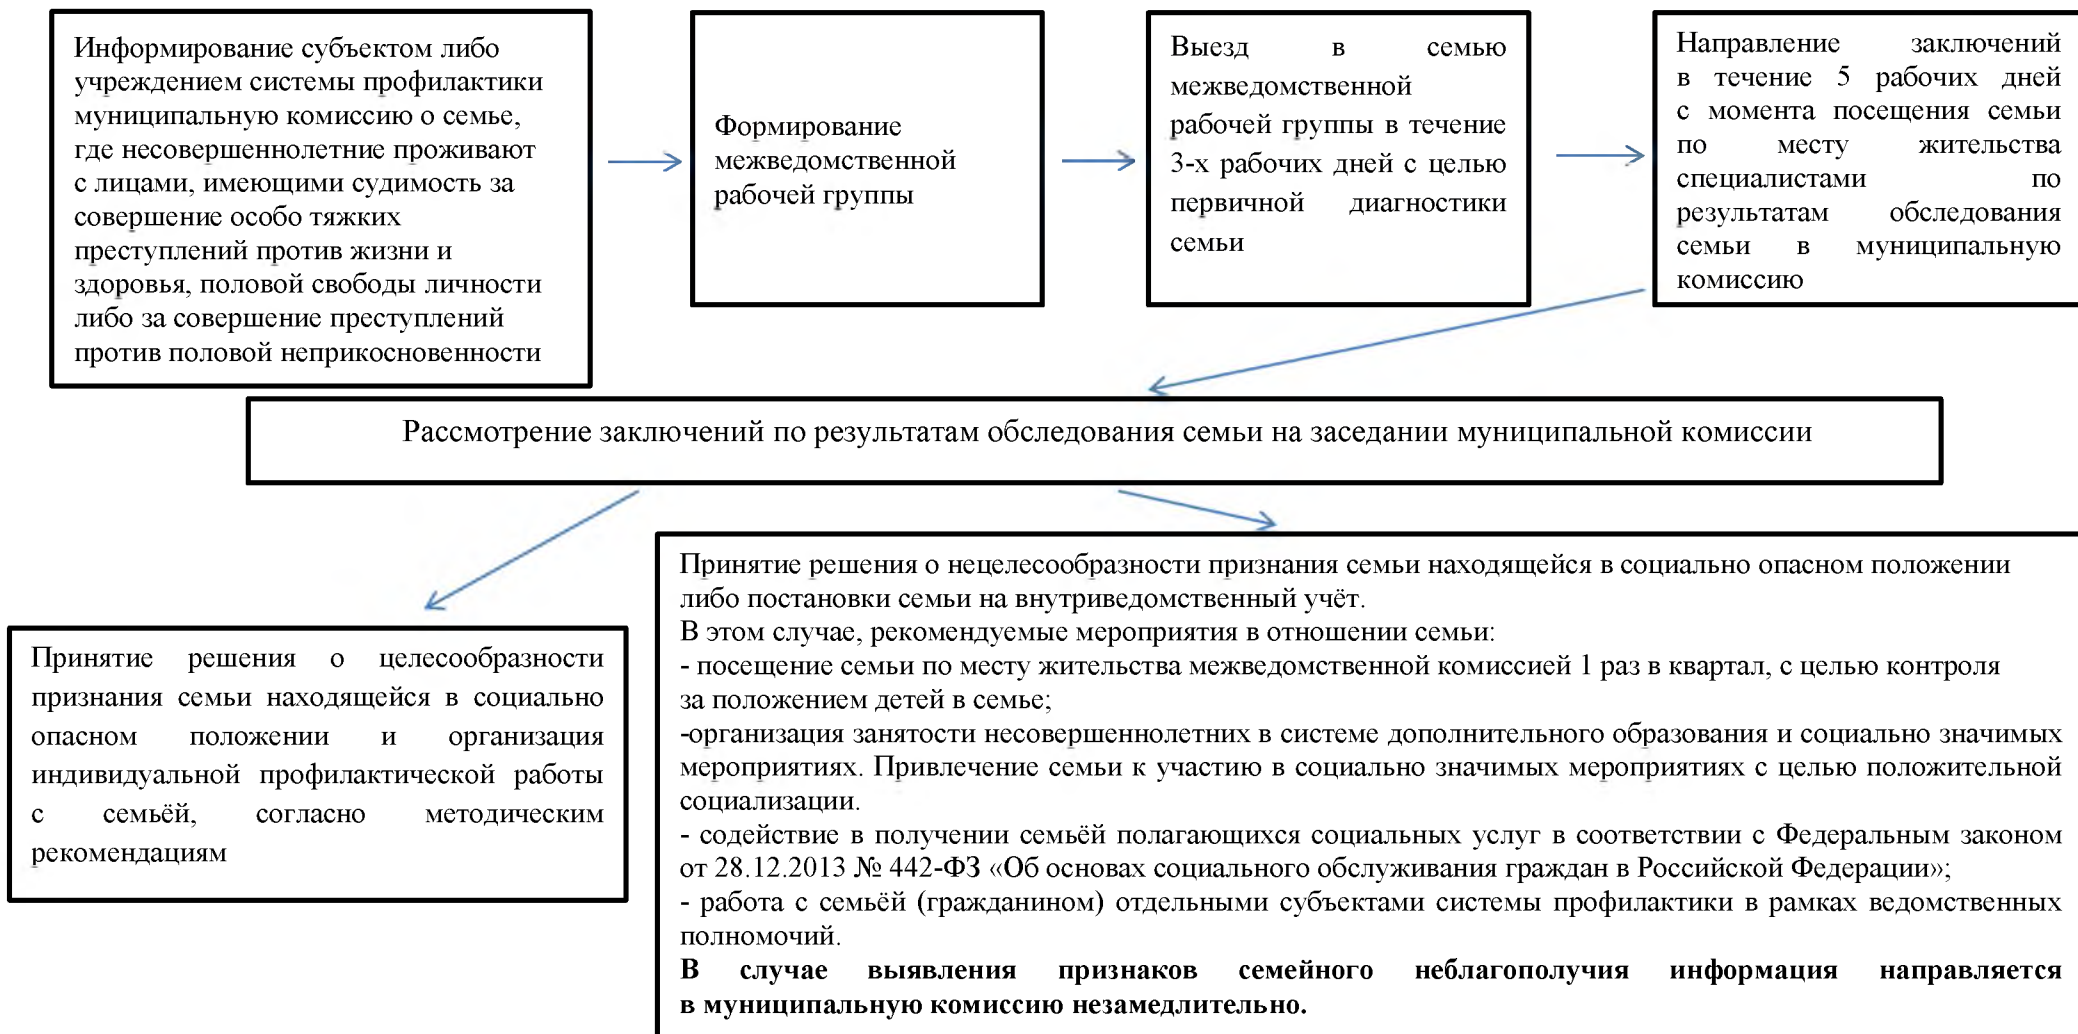 Информирование субъектом либо
учреждением системы профилактики
муниципальную комиссию о семье,
где несовершеннолетние проживают
с лицами, имеющими судимость за
совершение особо тяжких
преступлений против жизни и
здоровья, половой свободы личности
либо за совершение преступлений
против половой неприкосновенности
Формирование
межведомственной
рабочей группы
Выезд в семью
межведомственной
рабочей группы в течение
3-х рабочих дней с целью
первичной диагностики
семьи
Направление заключений
в течение 5 рабочих дней
с момента посещения семьи
по месту жительства
специалистами по
результатам обследования
семьи в муниципальную
комиссию
Рассмотрение заключений по результатам обследования семьи на заседании муниципальной комиссии
Принятие решения о целесообразности
признания семьи находящейся в социально
опасном положении и организация
индивидуальной профилактической работы
с семьёй, согласно методическим
рекомендациям
Принятие решения о нецелесообразности признания семьи находящейся в социально опасном положении
либо постановки семьи на внутриведомственный учёт.
В этом случае, рекомендуемые мероприятия в отношении семьи:
- посещение семьи по месту жительства межведомственной комиссией 1 раз в квартал, с целью контроля
за положением детей в семье;
-организация занятости несовершеннолетних в системе дополнительного образования и социально значимых
мероприятиях. Привлечение семьи к участию в социально значимых мероприятиях с целью положительной
социализации.
- содействие в получении семьёй полагающихся социальных услуг в соответствии с Федеральным законом
от 28.12.2013 № 442-ФЗ «Об основах социального обслуживания граждан в Российской Федерации»;
- работа с семьёй (гражданином) отдельными субъектами системы профилактики в рамках ведомственных
полномочий.
В случае выявления признаков семейного неблагополучия информация направляется
в муниципальную комиссию незамедлительно.